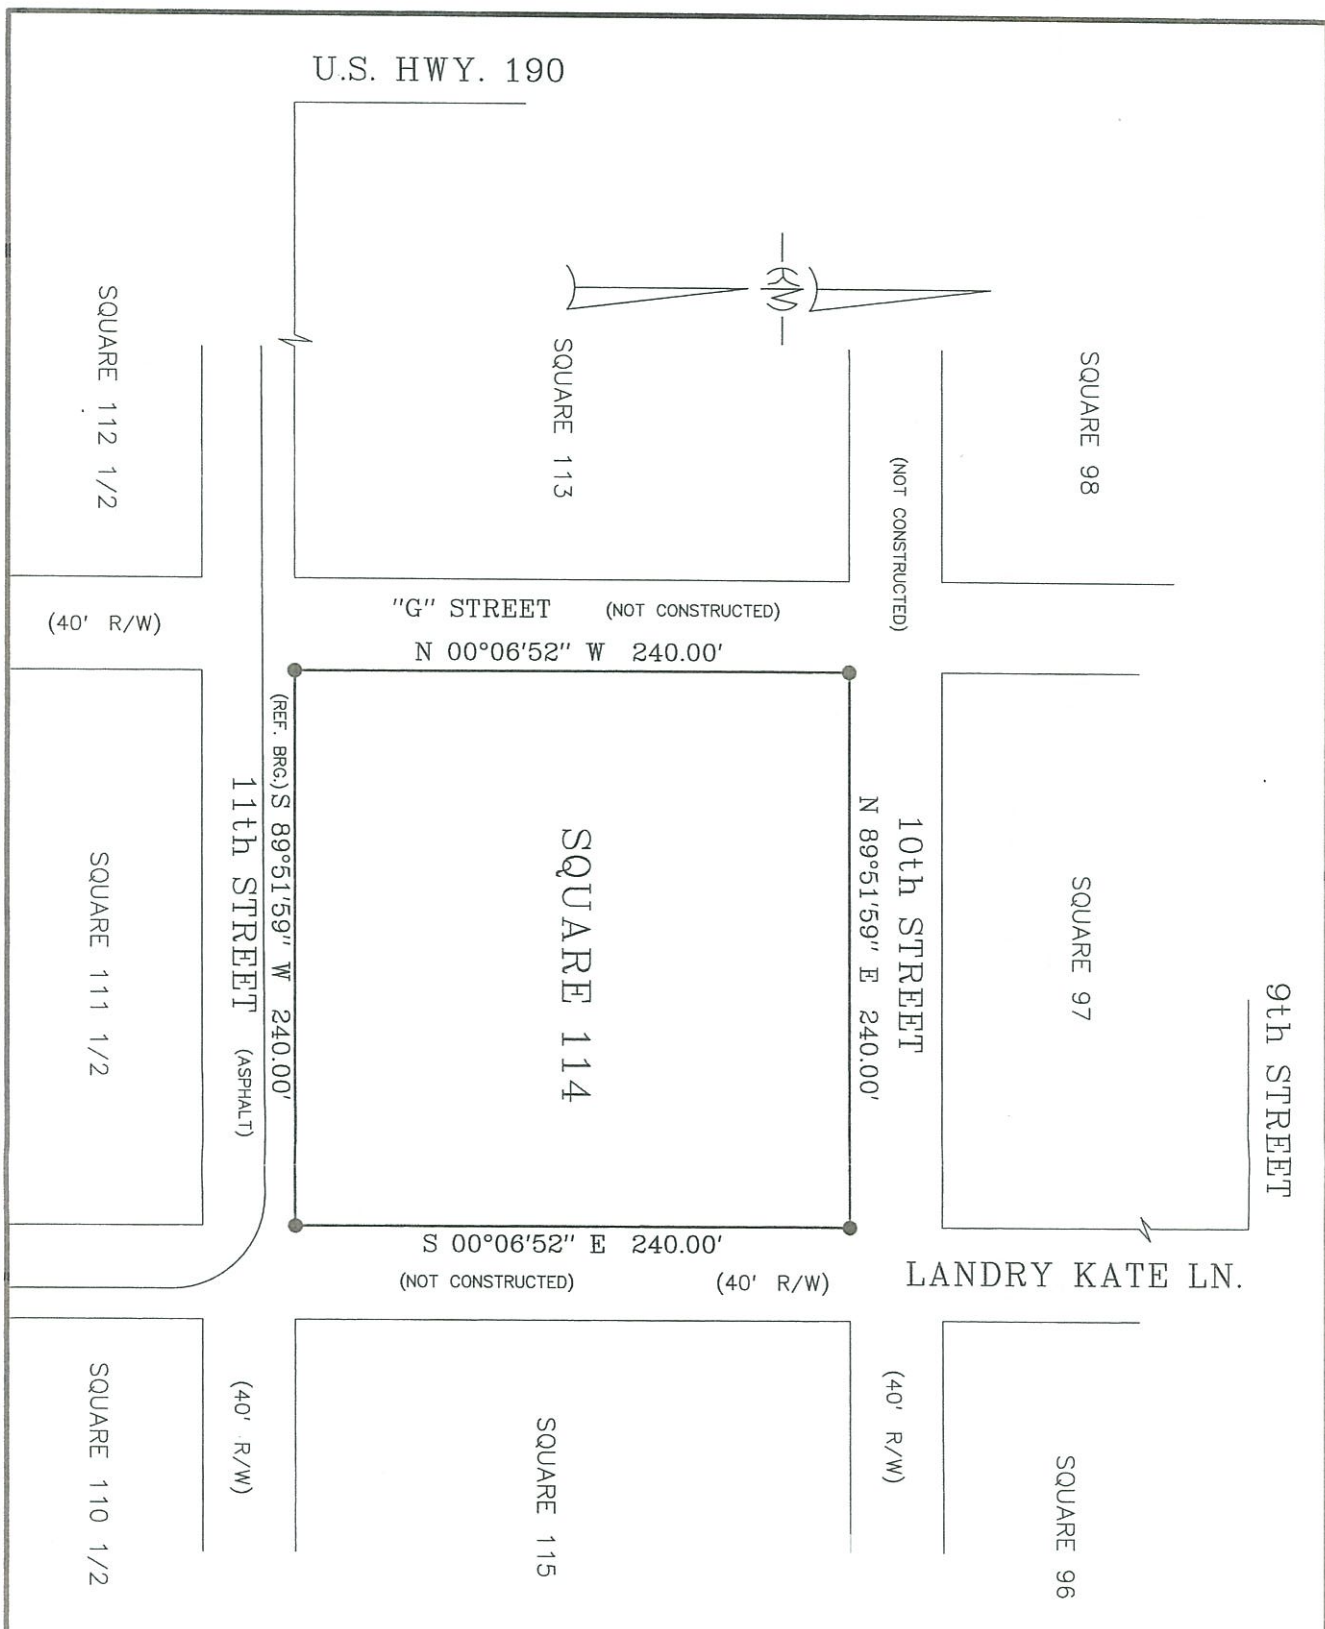 U.S. HWY. 190
SQUARE 112 1/2
SQUARE 113
SQUARE 98
(NOT CONSTRUCTED)
(40' R/W)
"G" STREET (NOT CONSTRUCTED)
N 00°06'52" W 240.00'
(REF. BRG.) S 89°51'59" W 240.00'
11th STREET (ASPHALT)
SQUARE 111 1/2
SQUARE 114
N 89°51'59" E 240.00'
10th STREET
SQUARE 97
9th STREET
S 00°06'52" E 240.00'
(NOT CONSTRUCTED) (40' R/W)
LANDRY KATE LN.
SQUARE 110 1/2
(40' R/W)
SQUARE 115
(40' R/W)
SQUARE 96